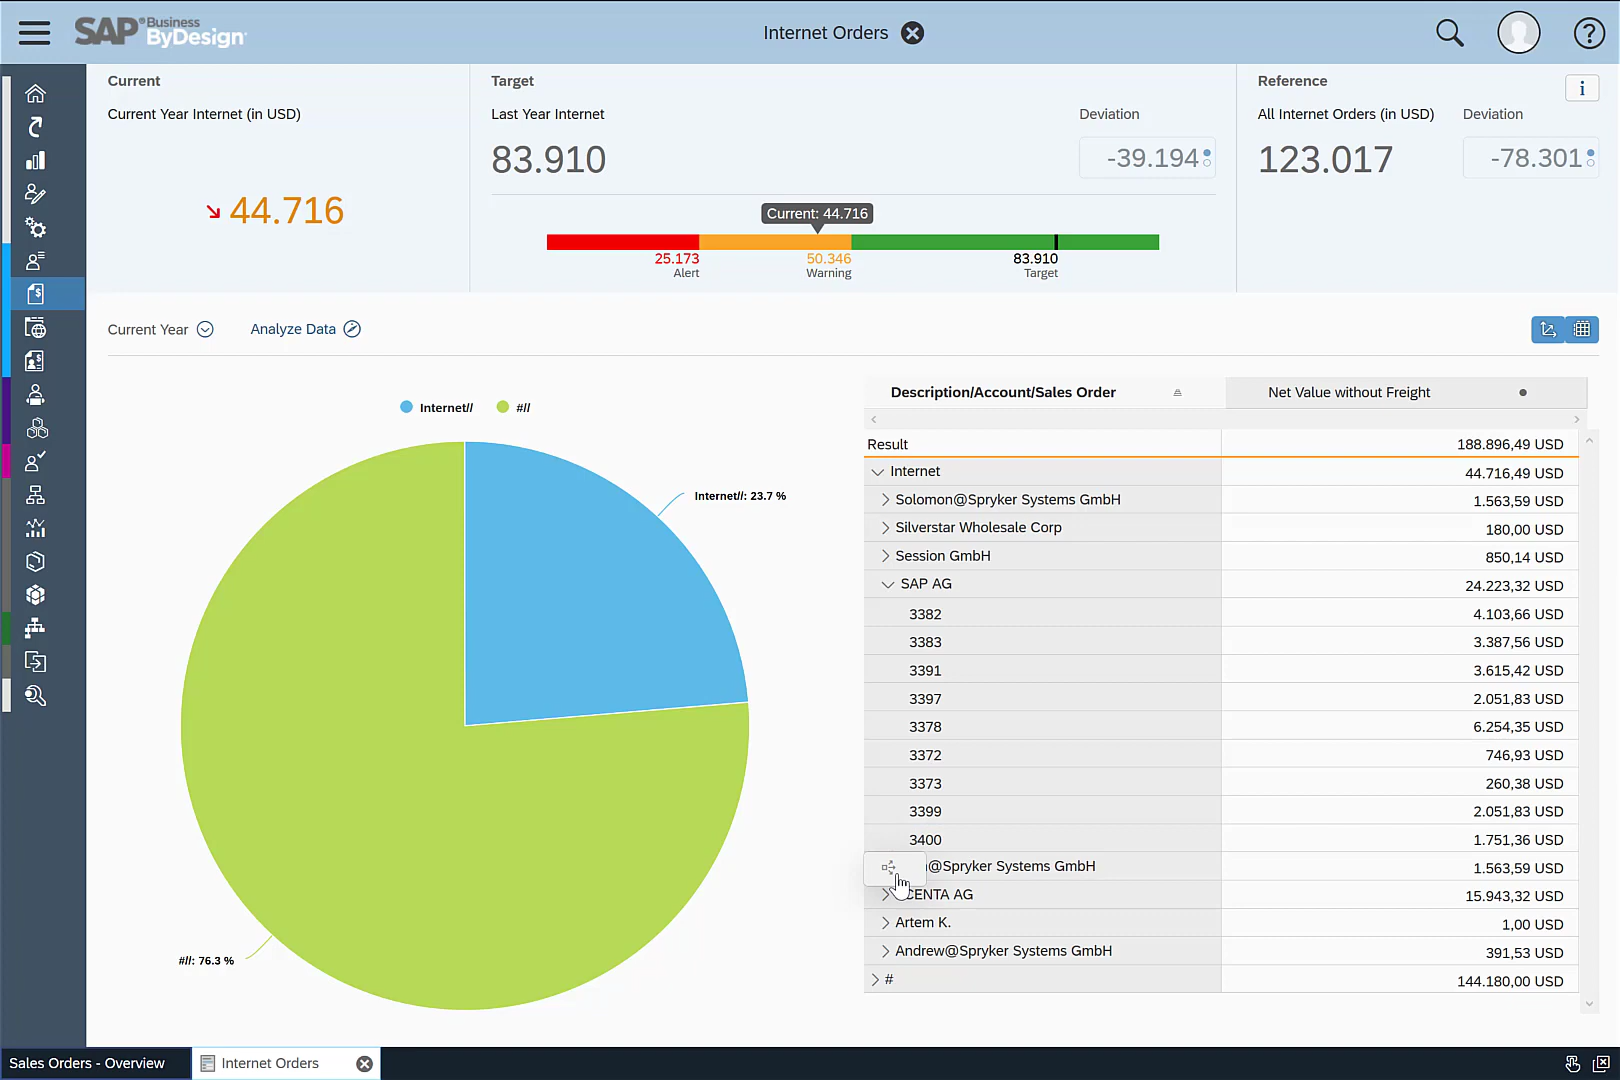 SAP Business ByDesign
Internet Orders
Current
Current Year Internet (in USD)
44.716
Target
Last Year Internet
83.910
Deviation
-39.194
Current: 44.716
25.173
Alert
50.346
Warning
83.910
Target
Reference
All Internet Orders (in USD)
123.017
Deviation
-78.301
i
Current Year
Analyze Data
Internet//
#//
Internet//: 23.7 %
#//: 76.3 %
Description/Account/Sales Order Net Value without Freight
Result 188.896,49 USD
Internet 44.716,49 USD
Solomon@Spryker Systems GmbH 1.563,59 USD
Silverstar Wholesale Corp 180,00 USD
Session GmbH 850,14 USD
SAP AG 24.223,32 USD
3382 4.103,66 USD
3383 3.387,56 USD
3391 3.615,42 USD
3397 2.051,83 USD
3378 6.254,35 USD
3372 746,93 USD
3373 260,38 USD
3399 2.051,83 USD
3400 1.751,36 USD
@Spryker Systems GmbH 1.563,59 USD
CENTA AG 15.943,32 USD
Artem K. 1,00 USD
Andrew@Spryker Systems GmbH 391,53 USD
# 144.180,00 USD
Sales Orders - Overview
Internet Orders